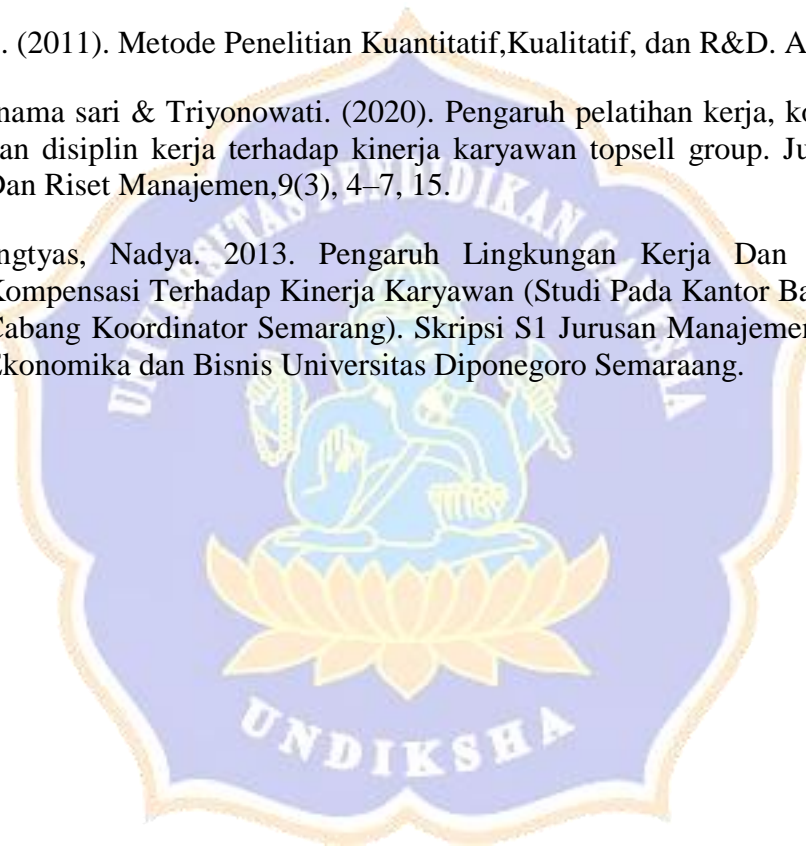 . (2011). Metode Penelitian Kuantitatif,Kualitatif, dan R&D. A
nama sari & Triyonowati. (2020). Pengaruh pelatihan kerja, ko
an disiplin kerja terhadap kinerja karyawan topsell group. Ju
Dan Riset Manajemen,9(3), 4–7, 15.
ngtyas, Nadya. 2013. Pengaruh Lingkungan Kerja Dan
Kompensasi Terhadap Kinerja Karyawan (Studi Pada Kantor Ba
Cabang Koordinator Semarang). Skripsi S1 Jurusan Manajemen
Ekonomika dan Bisnis Universitas Diponegoro Semaraang.
UNIVERSITAS PENDIDIKAN GANESHA
UNDIKSHA